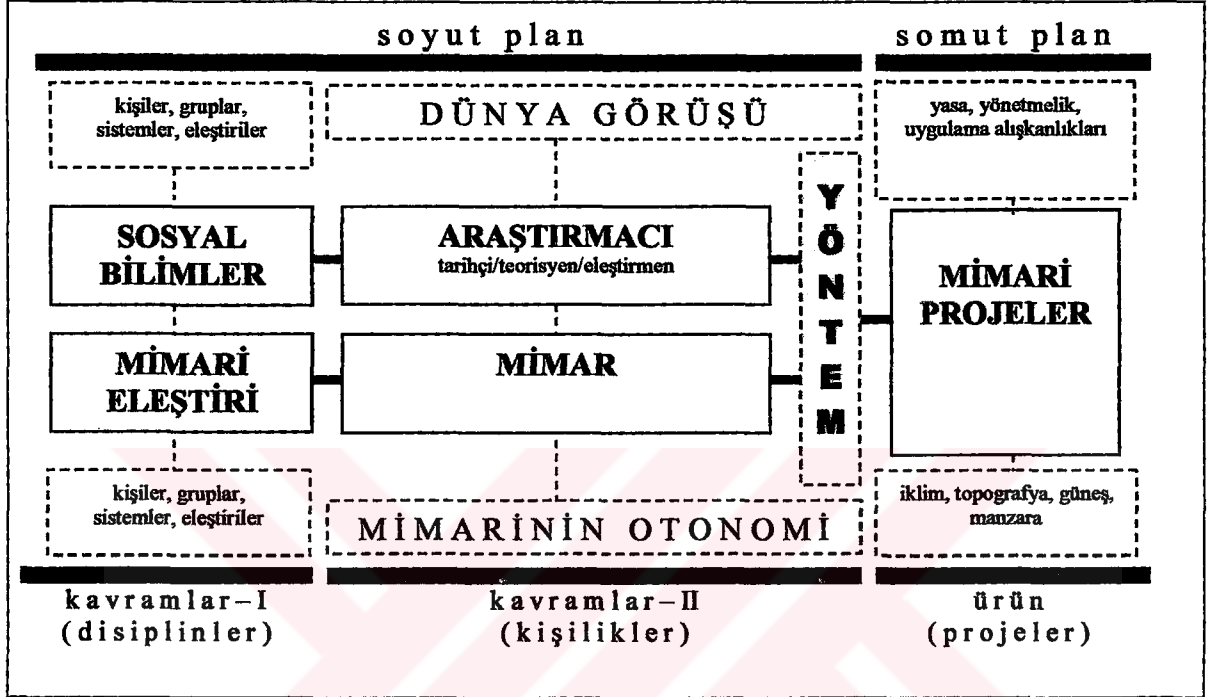 soyut plan
somut plan
kişiler, gruplar,
sistemler, eleştiriler
DÜNYA GÖRÜŞÜ
yasa, yönetmelik,
uygulama alışkanlıkları
SOSYAL
BİLİMLER
ARAŞTIRMACI
tarihçi/teorisyen/eleştirmen
YÖNTEM
MİMARİ
PROJELER
MİMARİ
ELEŞTİRİ
MİMAR
kişiler, gruplar,
sistemler, eleştiriler
MİMARİNİN OTONOMİ
iklim, topografya, güneş,
manzara
kavramlar–I
(disiplinler)
kavramlar–II
(kişilikler)
ürün
(projeler)